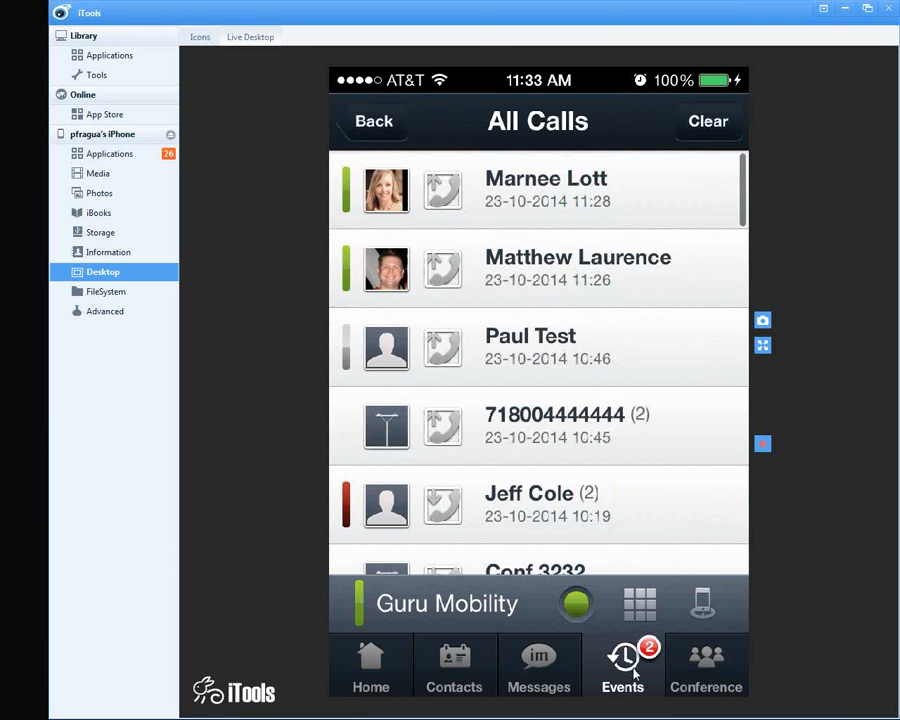 iTools
Library
Applications
Tools
Online
App Store
pfragua's iPhone
Applications 26
Media
Photos
iBooks
Storage
Information
Desktop
FileSystem
Advanced
Icons Live Desktop
AT&T 11:33 AM 100%
Back All Calls Clear
Marnee Lott
23-10-2014 11:28
Matthew Laurence
23-10-2014 11:26
Paul Test
23-10-2014 10:46
718004444444 (2)
23-10-2014 10:45
Jeff Cole (2)
23-10-2014 10:19
Conf 3232
Guru Mobility
im 2
Home Contacts Messages Events Conference
iTools